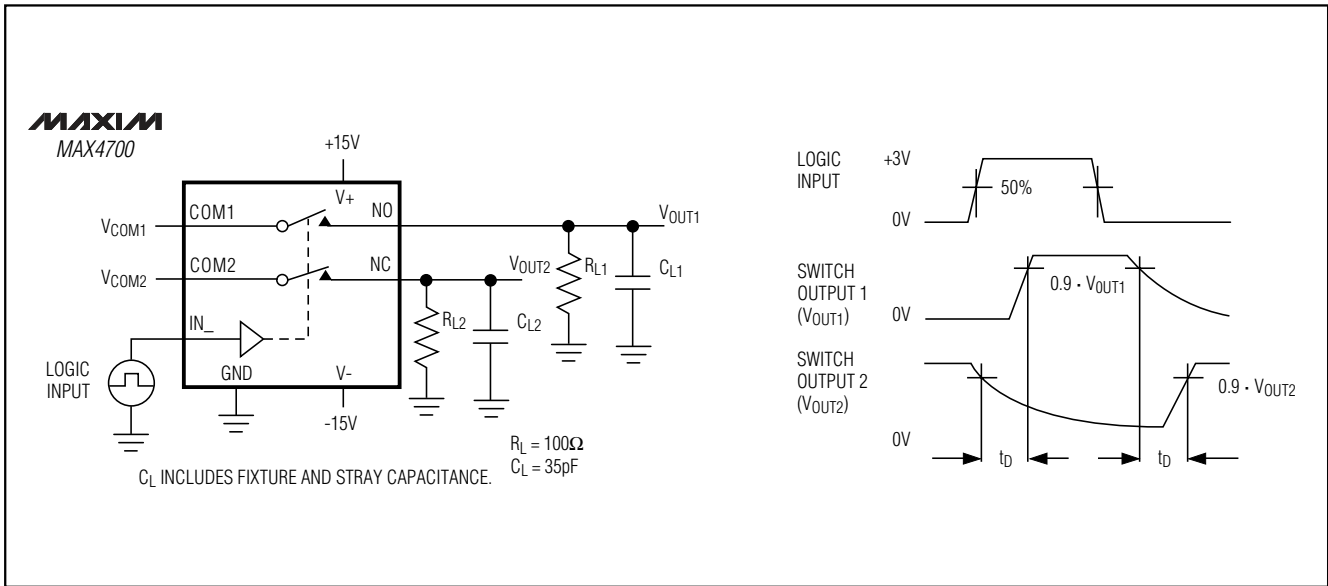 MAXIM
MAX4700
+15V
V+
COM1
NO
VCOM1
VOUT1
COM2
NC
VCOM2
VOUT2
RL1
CL1
RL2
CL2
IN_
LOGIC
INPUT
GND
V-
-15V
RL = 100Ω
CL = 35pF
CL INCLUDES FIXTURE AND STRAY CAPACITANCE.
LOGIC
INPUT
+3V
50%
0V
SWITCH
OUTPUT 1
(VOUT1)
0.9 · VOUT1
0V
SWITCH
OUTPUT 2
(VOUT2)
0.9 · VOUT2
0V
tD
tD